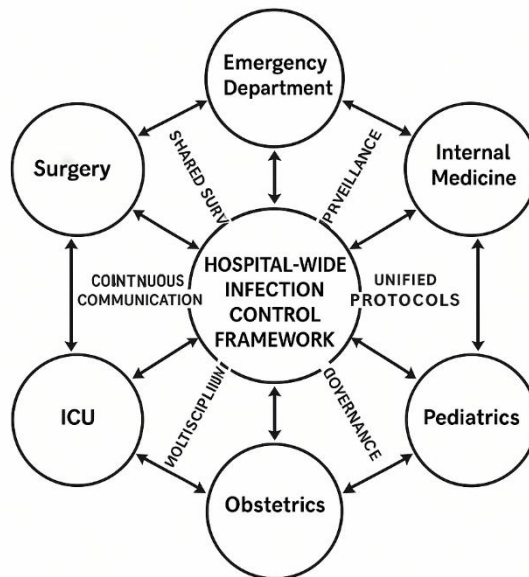 Emergency
Department
Surgery
SHARED SURV
PRVEILLANCE
Internal
Medicine
COINTNUOUS
COMMUNICATION
HOSPITAL-WIDE
INFECTION
CONTROL
FRAMEWORK
UNIFIED
PROTOCOLS
ICU
GOVERNANCE
Pediatrics
Obstetrics